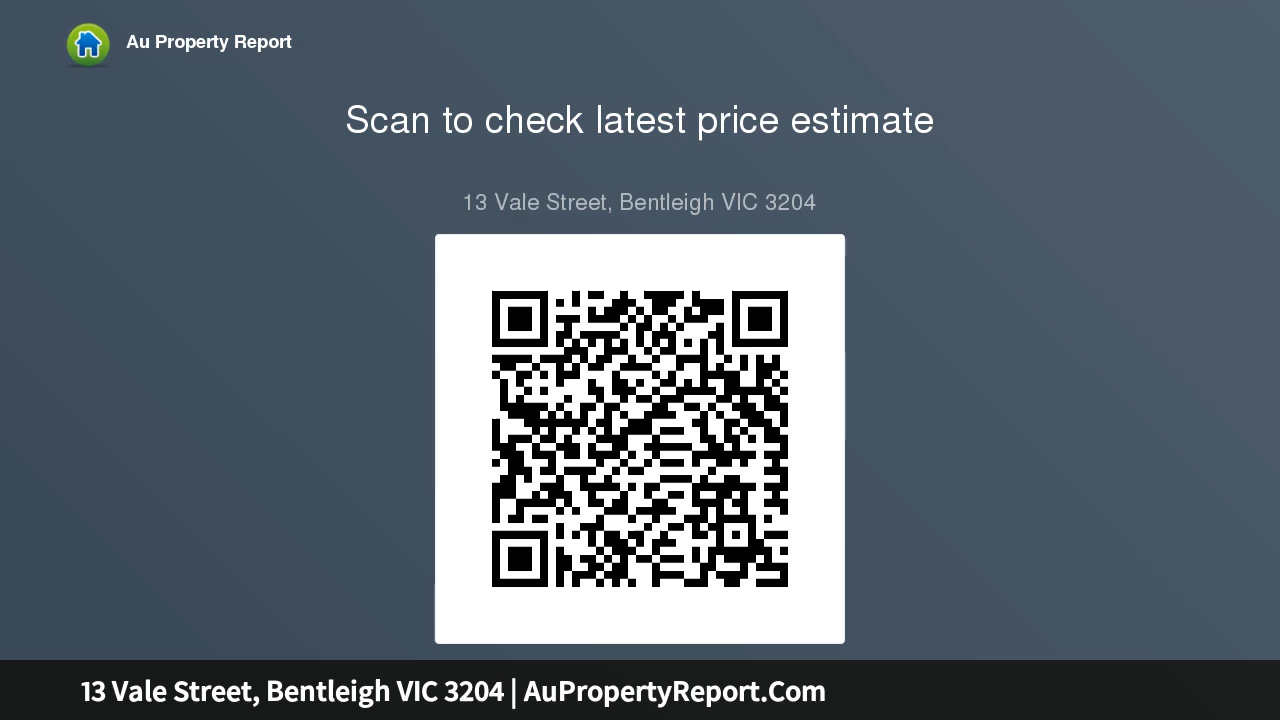 Au Property Report
Scan to check latest price estimate
13 Vale Street, Bentleigh VIC 3204
13 Vale Street, Bentleigh VIC 3204 | AuPropertyReport.Com